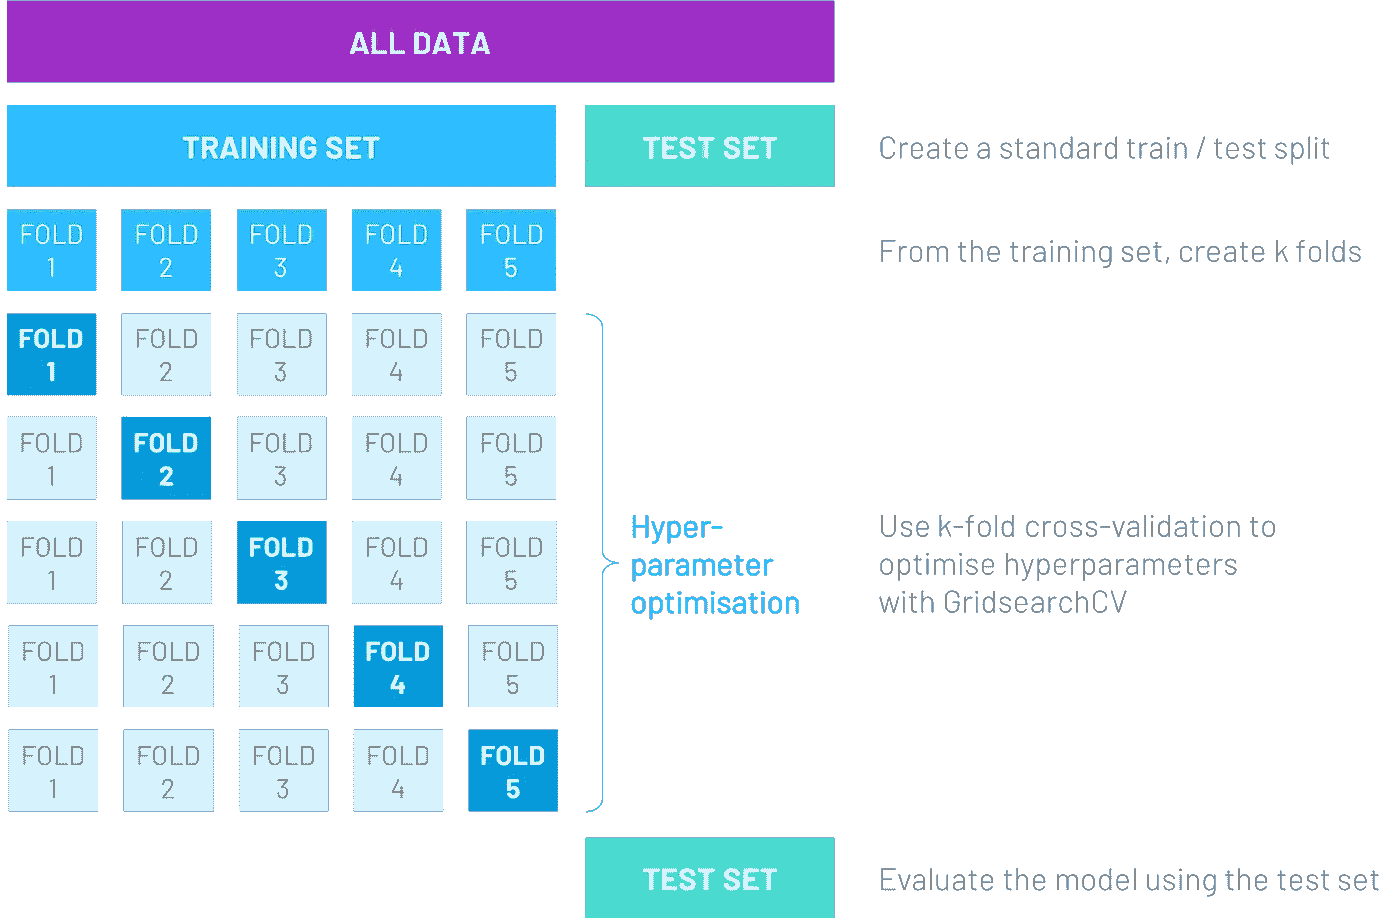 ALL DATA
TRAINING SET
TEST SET
Create a standard train / test split
FOLD
1
FOLD
2
FOLD
3
FOLD
4
FOLD
5
From the training set, create k folds
FOLD
1
FOLD
2
FOLD
3
FOLD
4
FOLD
5
FOLD
1
FOLD
2
FOLD
3
FOLD
4
FOLD
5
FOLD
1
FOLD
2
FOLD
3
FOLD
4
FOLD
5
FOLD
1
FOLD
2
FOLD
3
FOLD
4
FOLD
5
FOLD
1
FOLD
2
FOLD
3
FOLD
4
FOLD
5
Hyper-
parameter
optimisation
Use k-fold cross-validation to
optimise hyperparameters
with GridsearchCV
TEST SET
Evaluate the model using the test set